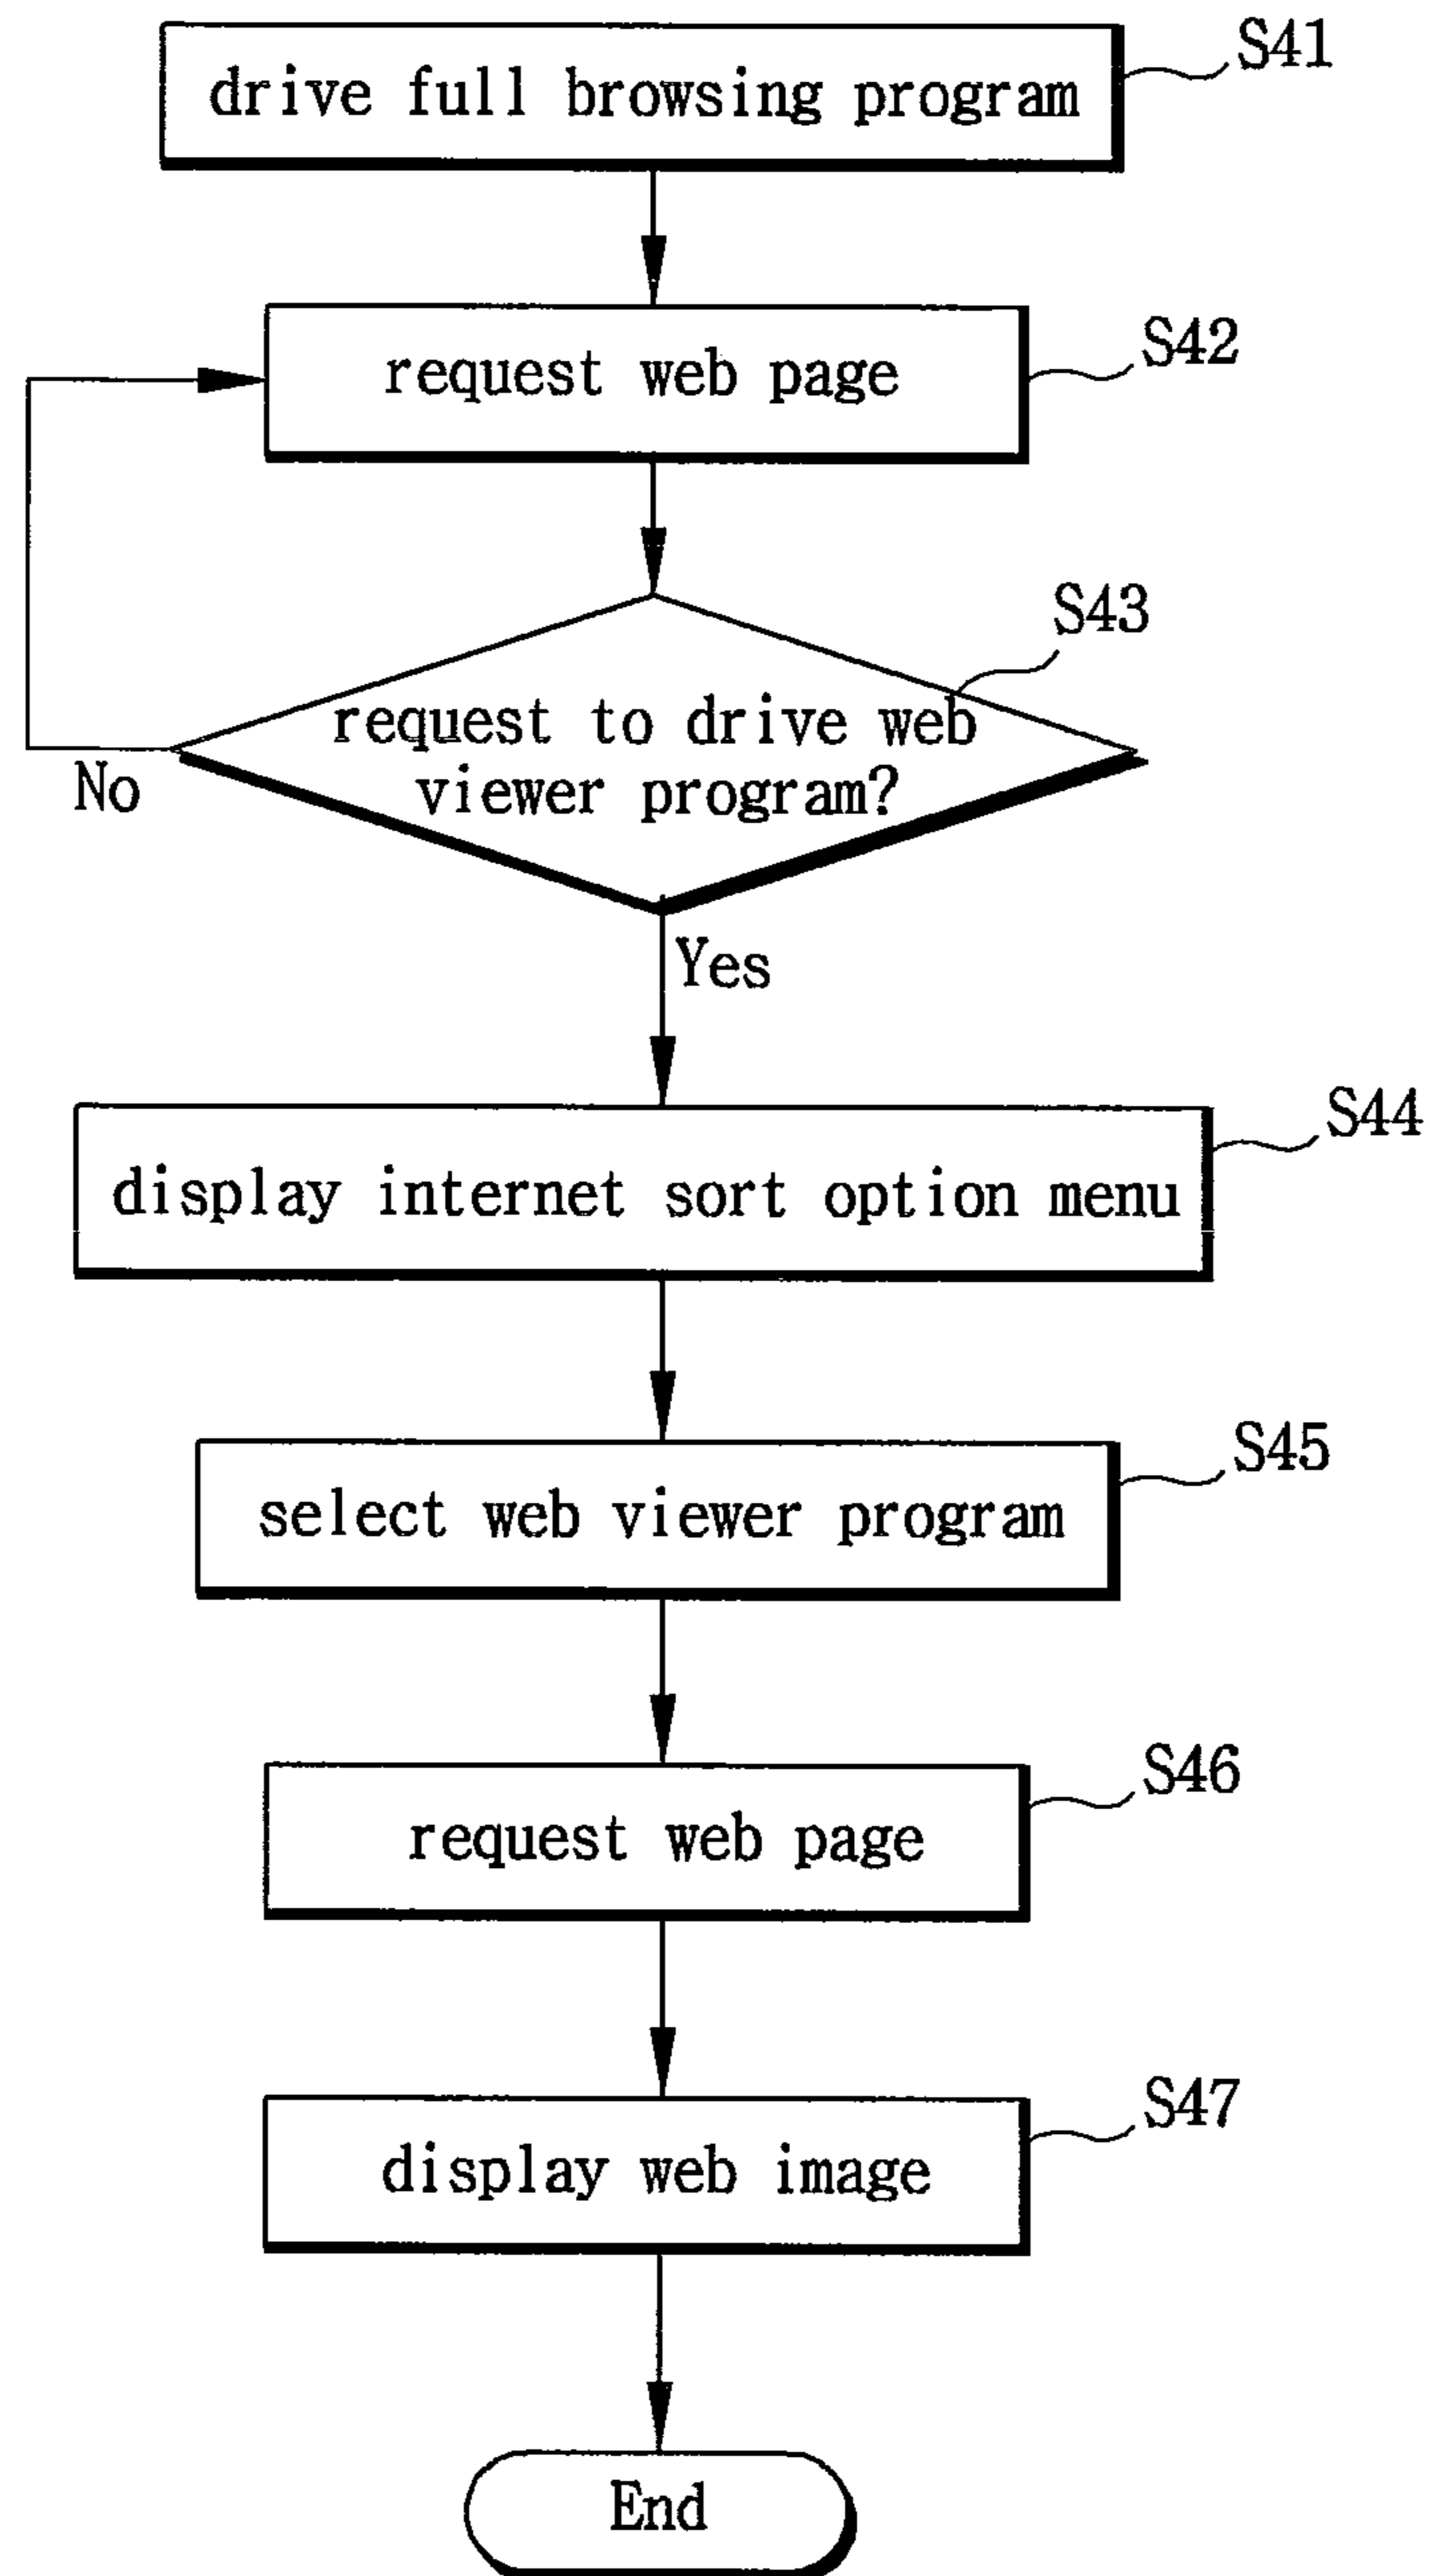 S41
drive full browsing program
S42
request web page
S43
request to drive web
viewer program?
No
Yes
S44
display internet sort option menu
S45
select web viewer program
S46
request web page
S47
display web image
End